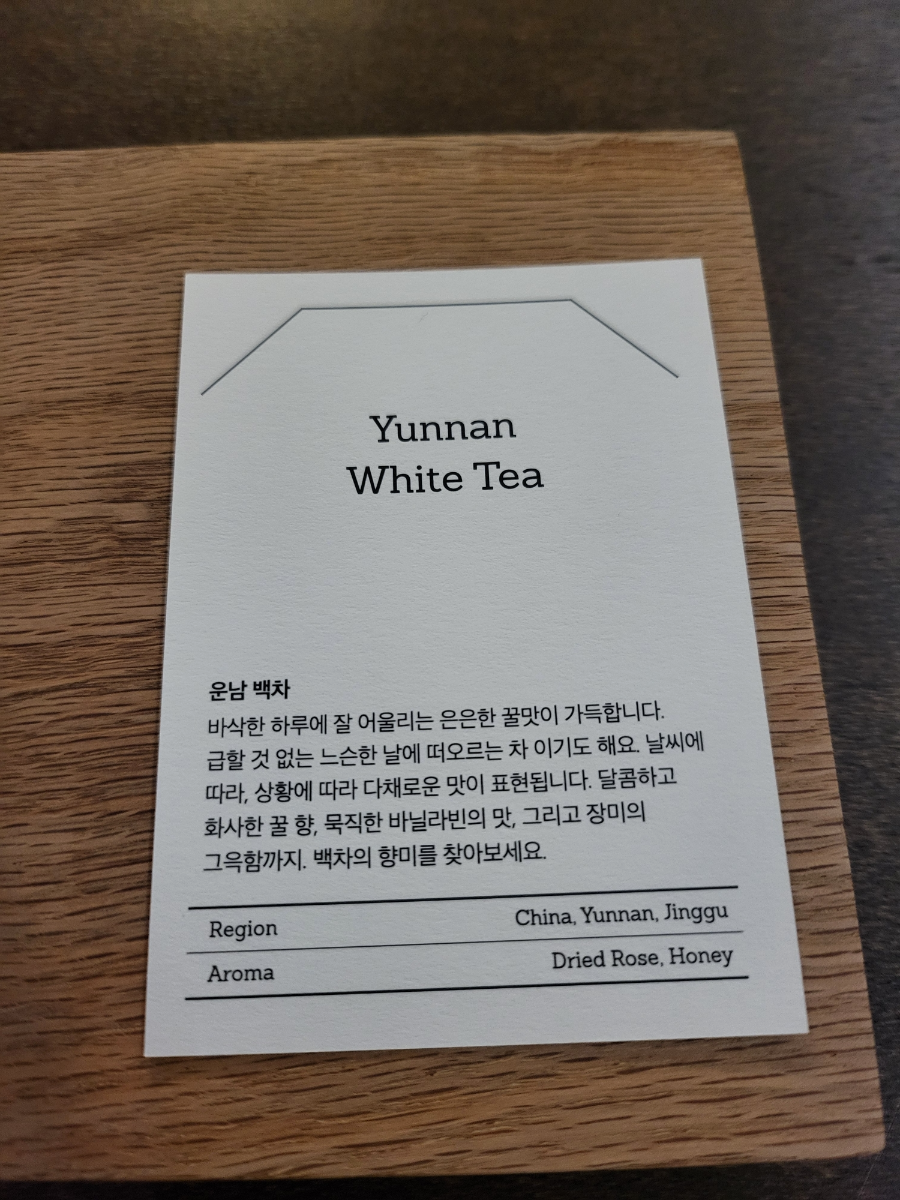 Yunnan
White Tea
운남 백차
바삭한 하루에 잘 어울리는 은은한 꿀맛이 가득합니다.
급할 것 없는 느슨한 날에 떠오르는 차 이기도 해요. 날씨에
따라, 상황에 따라 다채로운 맛이 표현됩니다. 달콤하고
화사한 꿀 향, 묵직한 바닐라빈의 맛, 그리고 장미의
그윽함까지. 백차의 향미를 찾아보세요.
Region China, Yunnan, Jinggu
Aroma Dried Rose, Honey